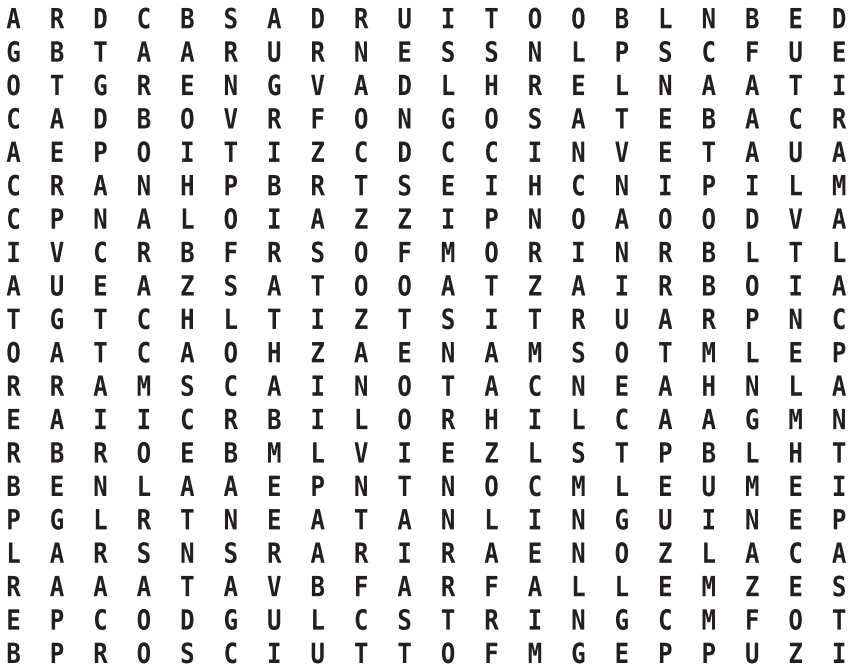 A R D C B S A D R U I T O O B L N B E D
G B T A A R U R N E S S N L P S C F U E
O T G R E N G V A D L H R E L N A A T I
C A D B O V R F O N G O S A T E B A C R
A E P O I T I Z C D C C I N V E T A U A
C R A N H P B R T S E I H C N I P I L M
C P N A L O I A Z Z I P N O A O O D V A
I V C R B F R S O F M O R I N R B L T L
A U E A Z S A T O O A T Z A I R B O I A
T G T C H L T I Z T S I T R U A R P N C
O A T C A O H Z A E N A M S O T M L E P
R R A M S C A I N O T A C N E A H N L A
E A I I C R B I L O R H I L C A A G M N
R B R O E B M L V I E Z L S T P B L H T
B E N L A A E P N T N O C M L E U M E I
P G L R T N E A T A N L I N G U I N E P
L A R S N S R A R I R A E N O Z L A C A
R A A A T A V B F A R F A L L E M Z E S
E P C O D G U L C S T R I N G C M F O T
B P R O S C I U T T O F M G E P P U Z I